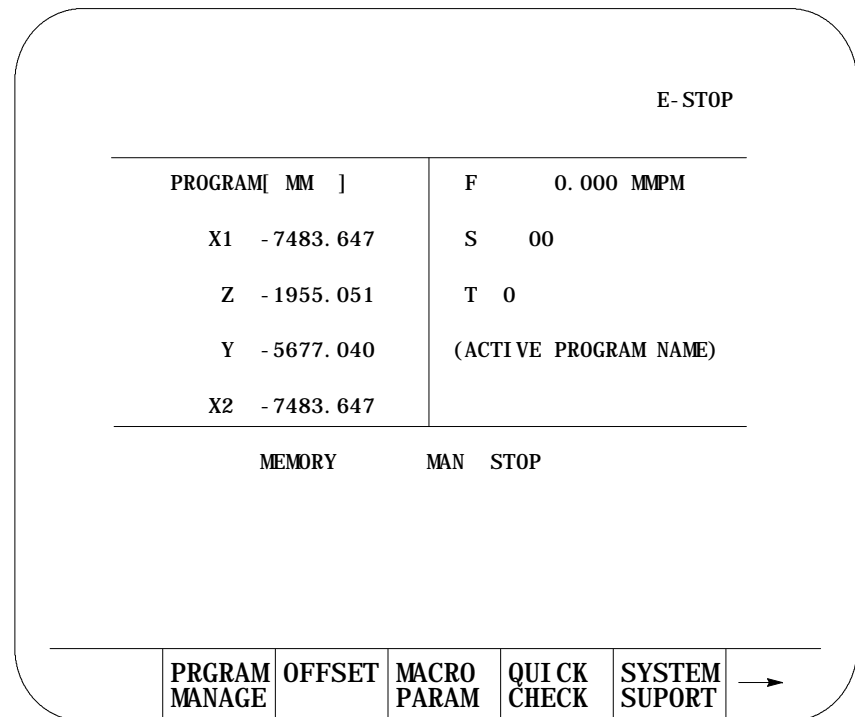 E-STOP
PROGRAM[ MM ] F 0.000 MMPM
X1 -7483.647 S 00
Z -1955.051 T 0
Y -5677.040 (ACTIVE PROGRAM NAME)
X2 -7483.647
MEMORY MAN STOP
PRGRAM OFFSET MACRO QUICK SYSTEM
MANAGE PARAM CHECK SUPORT